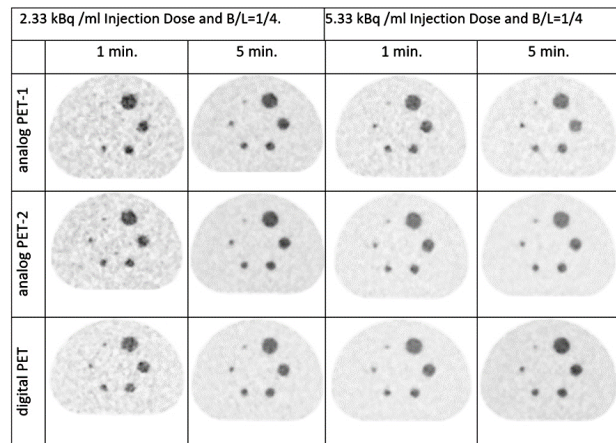 2.33 kBq /ml Injection Dose and B/L=1/4.
5.33 kBq /ml Injection Dose and B/L=1/4
1 min.
5 min.
1 min.
5 min.
analog PET-1
analog PET-2
digital PET